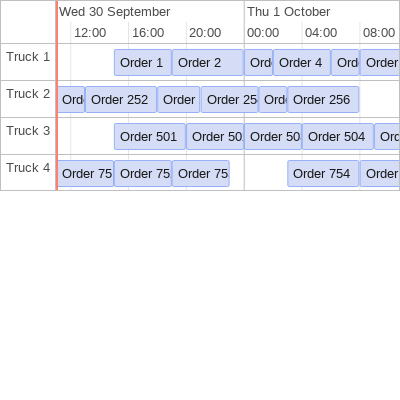 Wed 30 September Thu 1 October
12:00 16:00 20:00 00:00 04:00 08:00
Truck 1 Order 1 Order 2 Ord Order 4 Ord Order
Truck 2 Ord Order 252 Order Order 25 Ord Order 256
Truck 3 Order 501 Order 50 Order 50 Order 504 Ord
Truck 4 Order 75 Order 75 Order 75 Order 754 Order